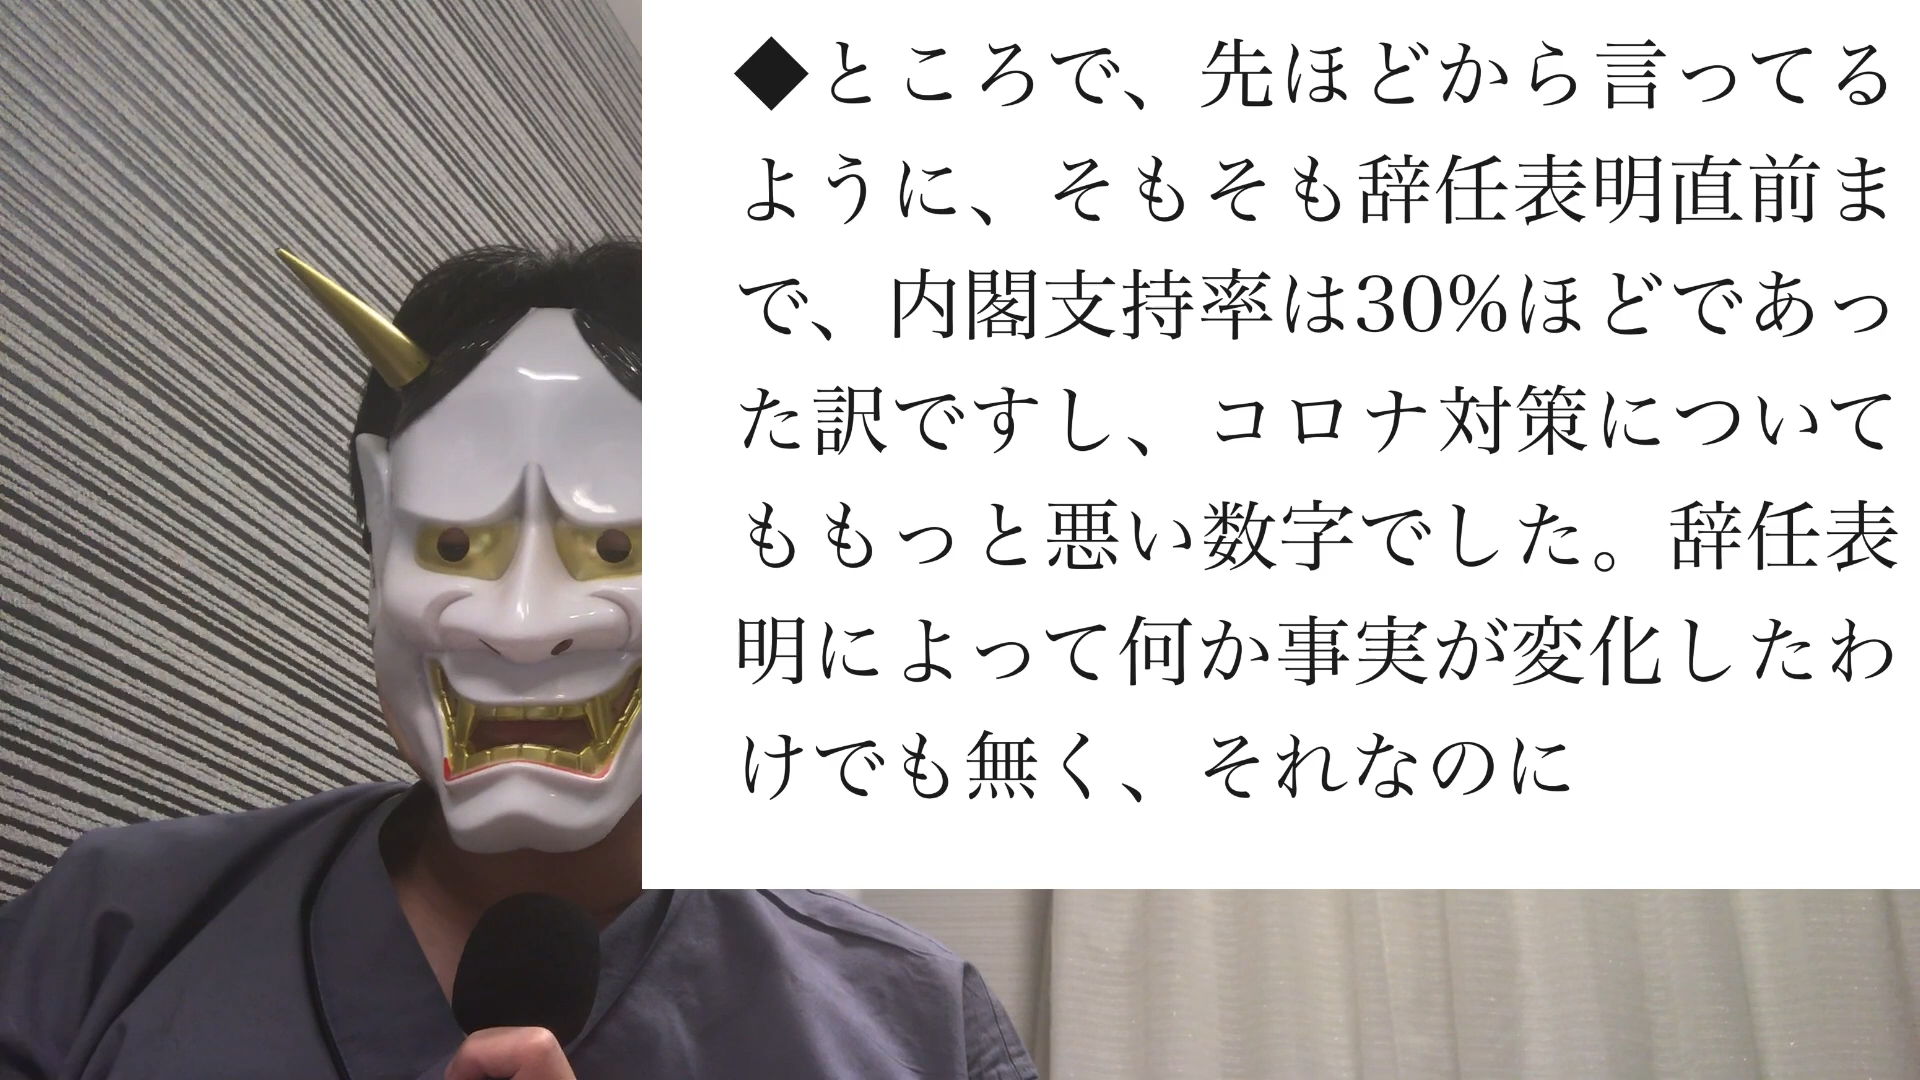 ◆ところで、先ほどから言ってる
ように、そもそも辞任表明直前ま
で、内閣支持率は30%ほどであっ
た訳ですし、コロナ対策について
ももっと悪い数字でした。辞任表
明によって何か事実が変化したわ
けでも無く、それなのに